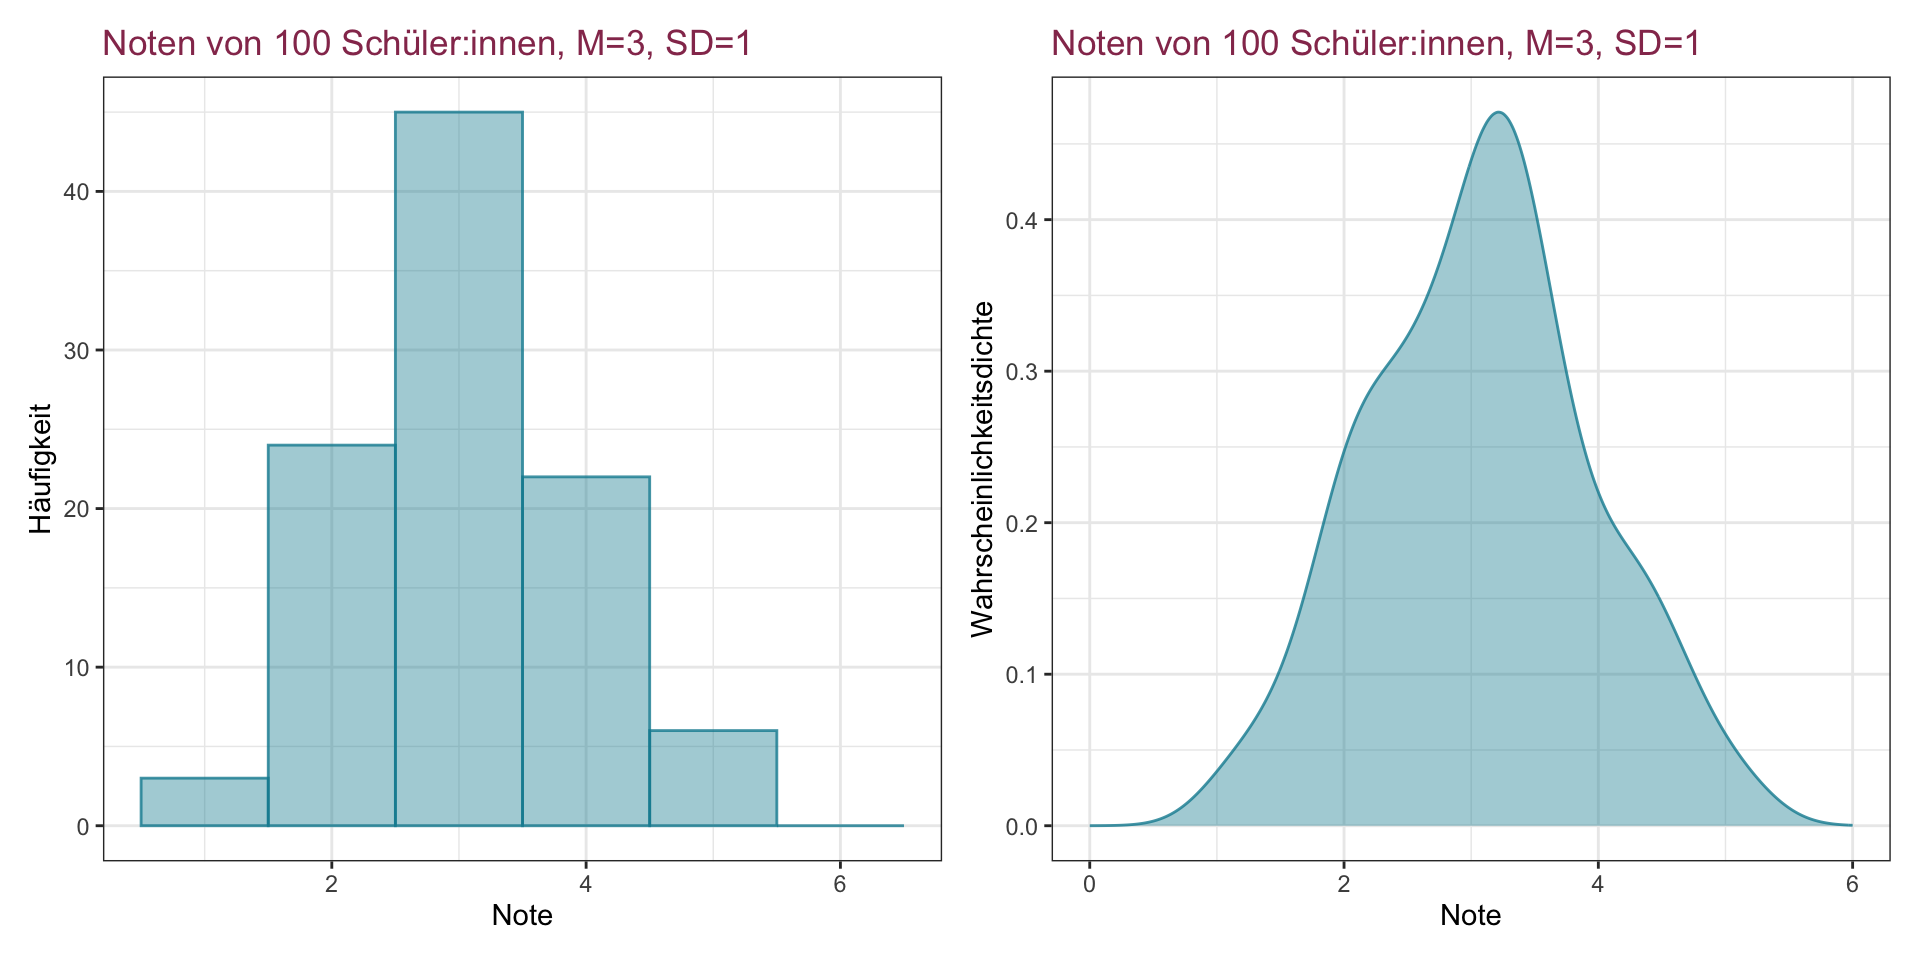 Noten von 100 Schüler:innen, M=3, SD=1
Häufigkeit
40
30
20
10
0
2 4 6
Note
Noten von 100 Schüler:innen, M=3, SD=1
Wahrscheinlichkeitsdichte
0.4
0.3
0.2
0.1
0.0
0 2 4 6
Note